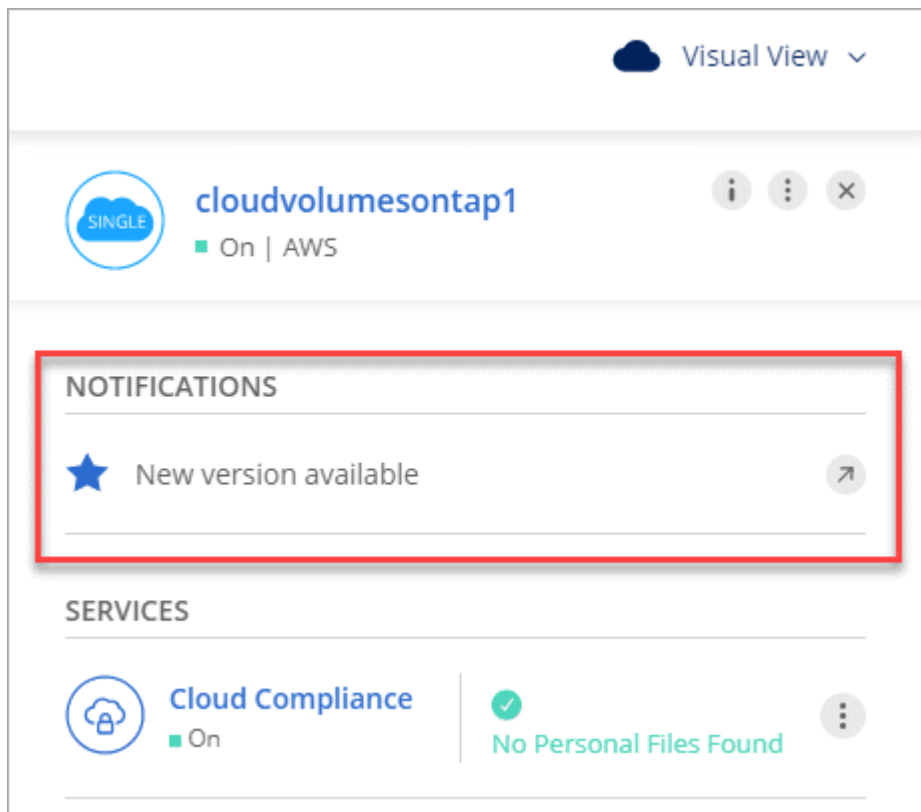 Visual View
SINGLE
cloudvolumesontap1
On | AWS
NOTIFICATIONS
New version available
SERVICES
Cloud Compliance
On
No Personal Files Found